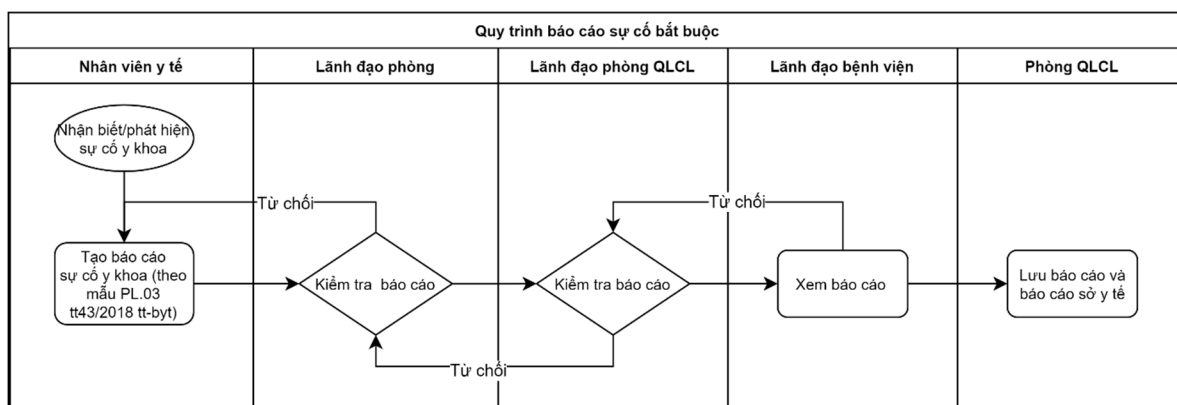 Quy trình báo cáo sự cố bắt buộc
Nhân viên y tế
Lãnh đạo phòng
Lãnh đạo phòng QLCL
Lãnh đạo bệnh viện
Phòng QLCL
Nhận biết/phát hiện
sự cố y khoa
Từ chối
Từ chối
Tạo báo cáo
sự cố y khoa (theo
mẫu PL.03
tt43/2018 tt-byt)
Kiểm tra báo cáo
Kiểm tra báo cáo
Xem báo cáo
Lưu báo cáo và
báo cáo sở y tế
Từ chối